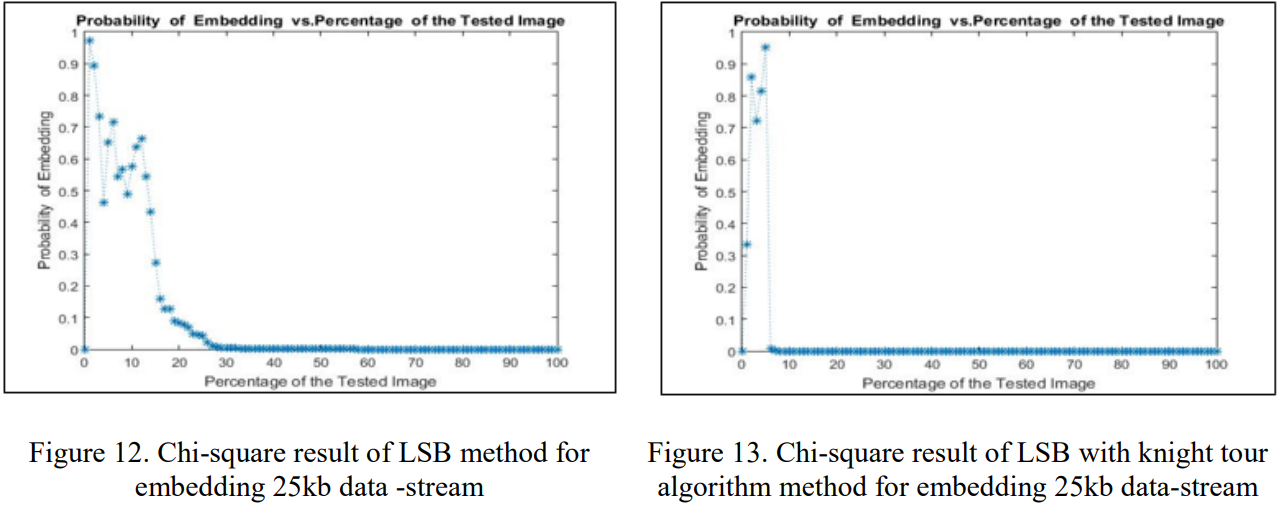 Probability of Embedding vs.Percentage of the Tested Image
1
0.9
0.8
0.7
0.6
0.5
0.4
0.3
0.2
0.1
0
Probability of Embedding
0 10 20 30 40 50 60 70 80 90 100
Percentage of the Tested Image
Figure 12. Chi-square result of LSB method for
embedding 25kb data -stream
Probability of Embedding vs.Percentage of the Tested Image
1
0.9
0.8
0.7
0.6
0.5
0.4
0.3
0.2
0.1
0
Probability of Embedding
0 10 20 30 40 50 60 70 80 90 100
Percentage of the Tested Image
Figure 13. Chi-square result of LSB with knight tour
algorithm method for embedding 25kb data-stream